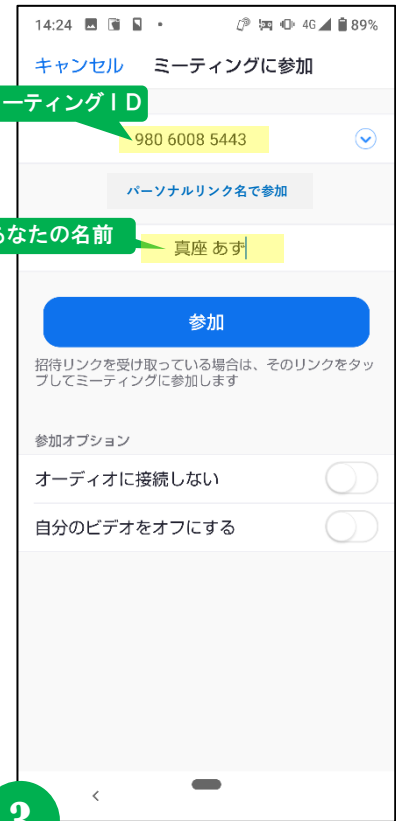 14:24 4G 89%
キャンセル ミーティングに参加
ーティングID
980 6008 5443
パーソナルリンク名で参加
なたの名前
真座 あず
参加
招待リンクを受け取っている場合は、そのリンクをタッ
プしてミーティングに参加します
参加オプション
オーディオに接続しない
自分のビデオをオフにする
3